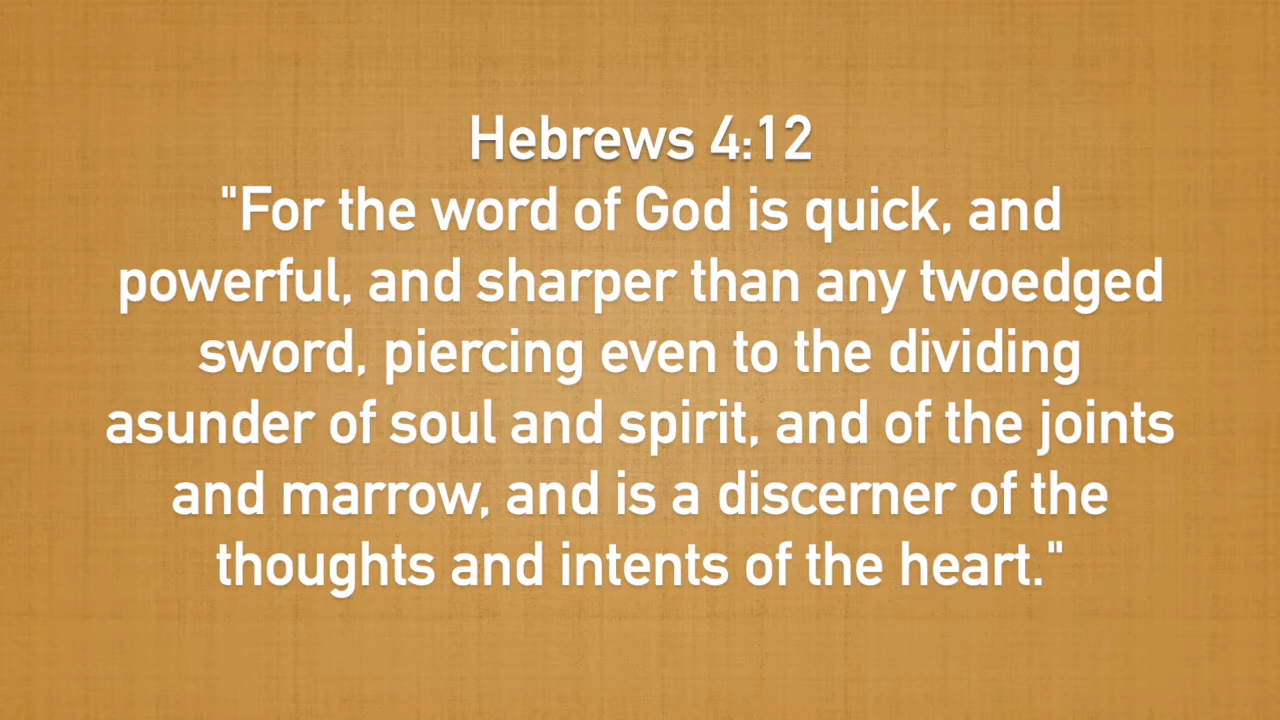 Hebrews 4:12
"For the word of God is quick, and
powerful, and sharper than any twoedged
sword, piercing even to the dividing
asunder of soul and spirit, and of the joints
and marrow, and is a discerner of the
thoughts and intents of the heart."